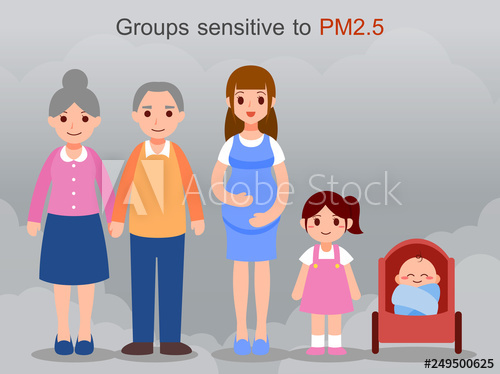 Groups sensitive to PM2.5
Adobe Stock
#249500625